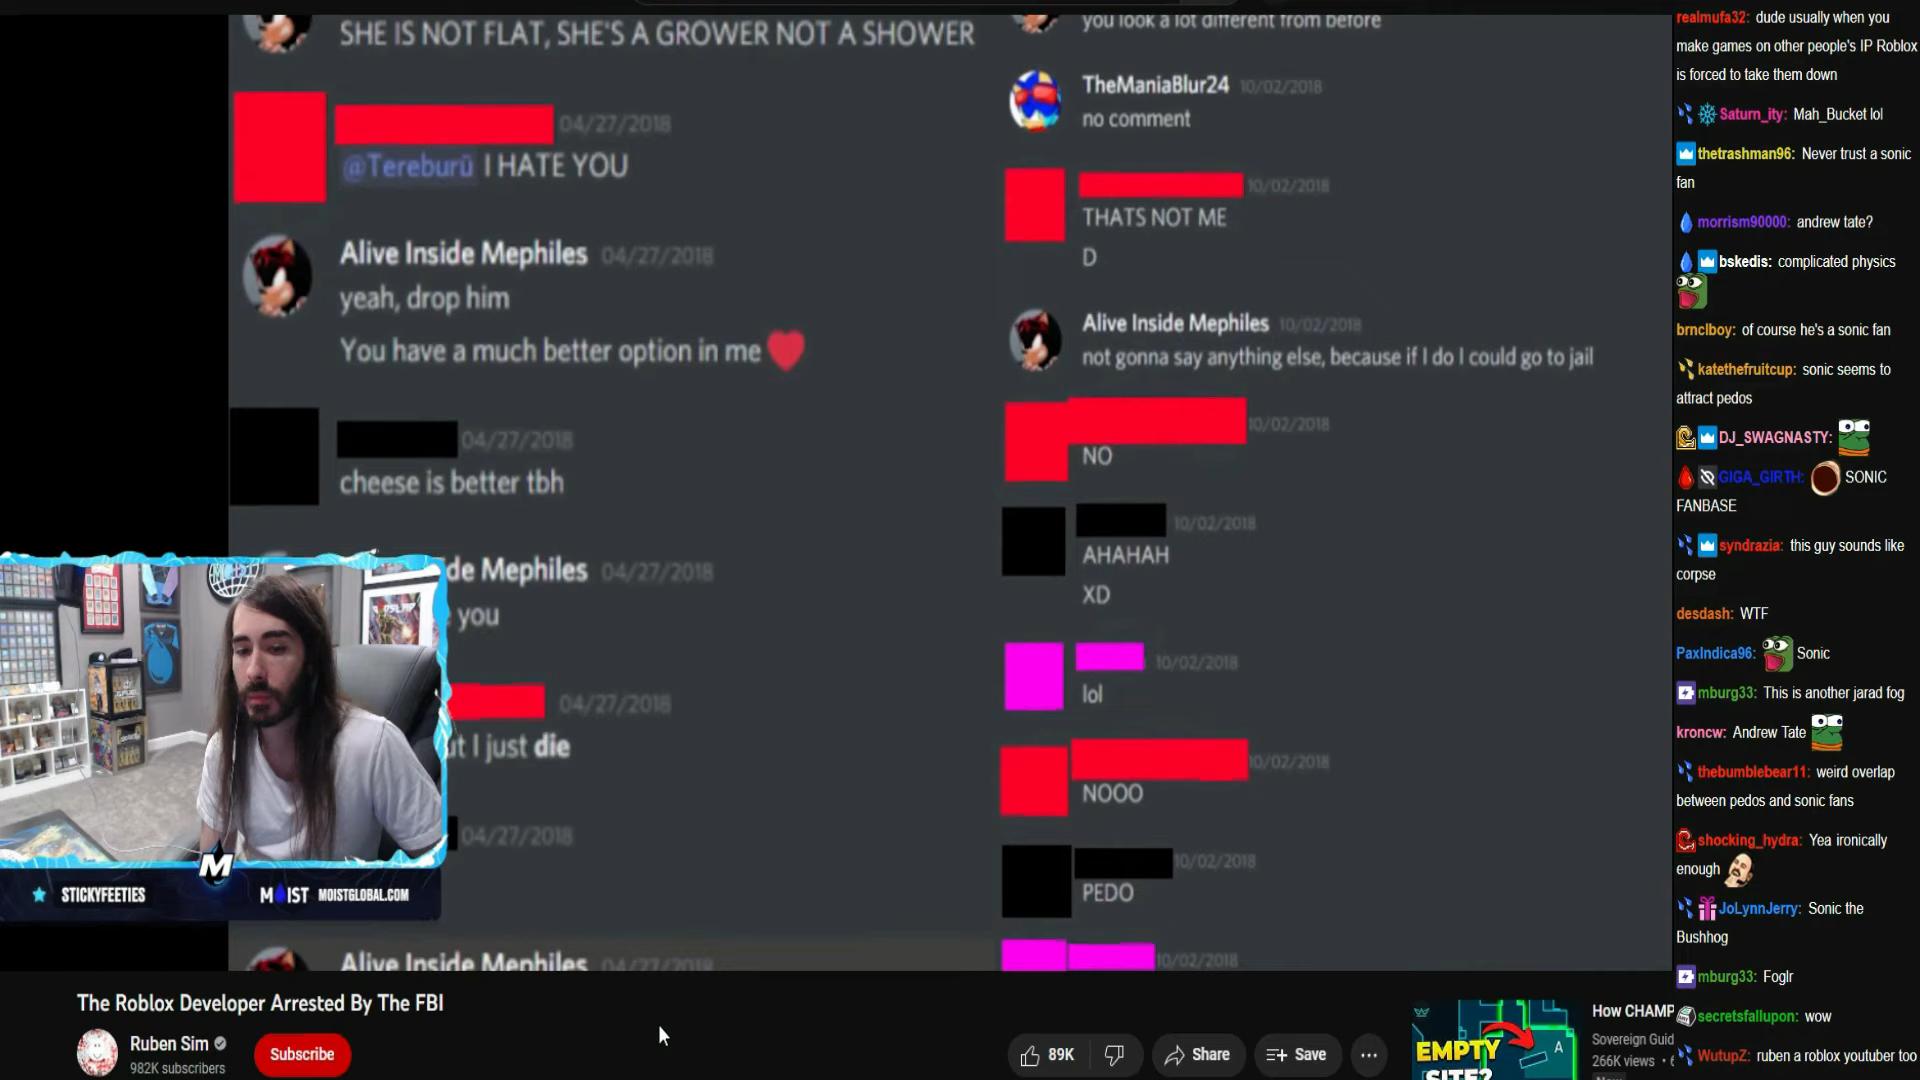 SHE IS NOT FLAT, SHE'S A GROWER NOT A SHOWER
04/27/2018
@Tereburū I HATE YOU
Alive Inside Mephiles 04/27/2018
yeah, drop him
You have a much better option in me
04/27/2018
cheese is better tbh
de Mephiles 04/27/2018
you
04/27/2018
ut I just die
04/27/2018
Alive Inside Mephiles 04/27/2018
you look a lot different from before
TheManiaBlur24 10/02/2018
no comment
10/02/2018
THATS NOT ME
D
Alive Inside Mephiles 10/02/2018
not gonna say anything else, because if I do I could go to jail
10/02/2018
NO
10/02/2018
AHAHAH
XD
10/02/2018
lol
10/02/2018
NOOO
10/02/2018
PEDO
10/02/2018
M
STICKYFEETIES
MOIST MOISTGLOBAL.COM
The Roblox Developer Arrested By The FBI
Ruben Sim
982K subscribers
Subscribe
89K
Share
Save
EMPTY
SITE?
A
How CHAMP
Sovereign Guid
266K views
realmufa32: dude usually when you
make games on other people's IP Roblox
is forced to take them down
Saturn_ity: Mah_Bucket lol
thetrashman96: Never trust a sonic
fan
morrism90000: andrew tate?
bskedis: complicated physics
brnclboy: of course he's a sonic fan
katethefruitcup: sonic seems to
attract pedos
DJ_SWAGNASTY:
GIGA_GIRTH: SONIC
FANBASE
syndrazia: this guy sounds like
corpse
desdash: WTF
PaxIndica96: Sonic
mburg33: This is another jarad fog
kroncw: Andrew Tate
thebumblebear11: weird overlap
between pedos and sonic fans
shocking_hydra: Yea ironically
enough
JoLynnJerry: Sonic the
Bushhog
mburg33: Foglr
secretsfallupon: wow
WutupZ: ruben a roblox youtuber too